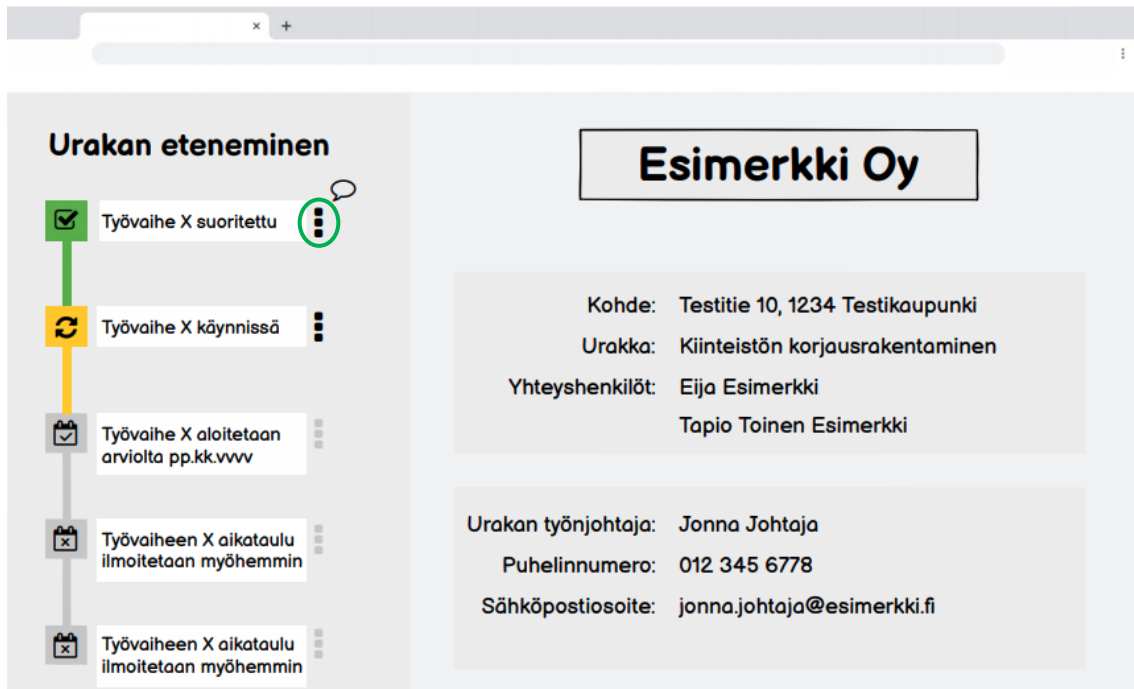 Urakan eteneminen
Työvaihe X suoritettu
Työvaihe X käynnissä
Työvaihe X aloitetaan
arviolta pp.kk.vvvv
Työvaiheen X aikataulu
ilmoitetaan myöhemmin
Työvaiheen X aikataulu
ilmoitetaan myöhemmin
Esimerkki Oy
Kohde: Testitie 10, 1234 Testikaupunki
Urakka: Kiinteistön korjausrakentaminen
Yhteyshenkilöt: Eija Esimerkki
Tapio Toinen Esimerkki
Urakan työnjohtaja: Jonna Johtaja
Puhelinnumero: 012 345 6778
Sähköpostiosoite: jonna.johtaja@esimerkki.fi